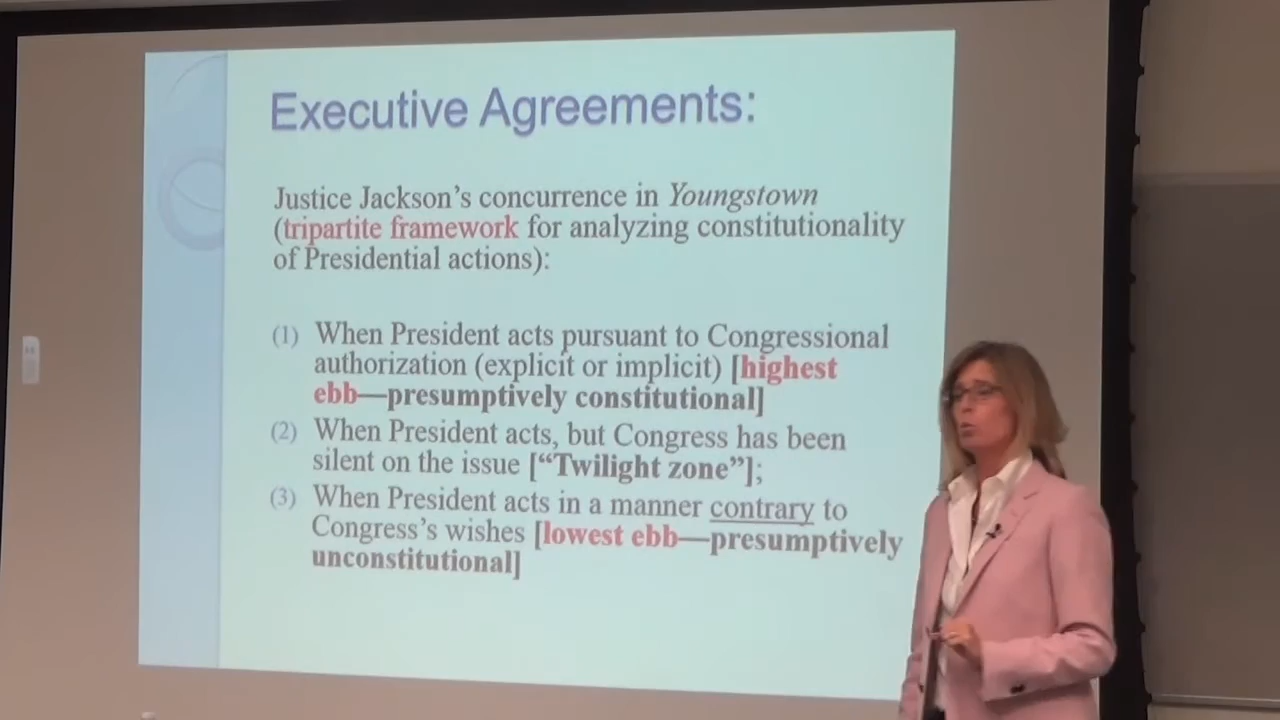 Executive Agreements:
Justice Jackson's concurrence in Youngstown
(tripartite framework for analyzing constitutionality
of Presidential actions):
(1) When President acts pursuant to Congressional
authorization (explicit or implicit) [highest
ebb—presumptively constitutional]
(2) When President acts, but Congress has been
silent on the issue ["Twilight zone"];
(3) When President acts in a manner contrary to
Congress's wishes [lowest ebb—presumptively
unconstitutional]